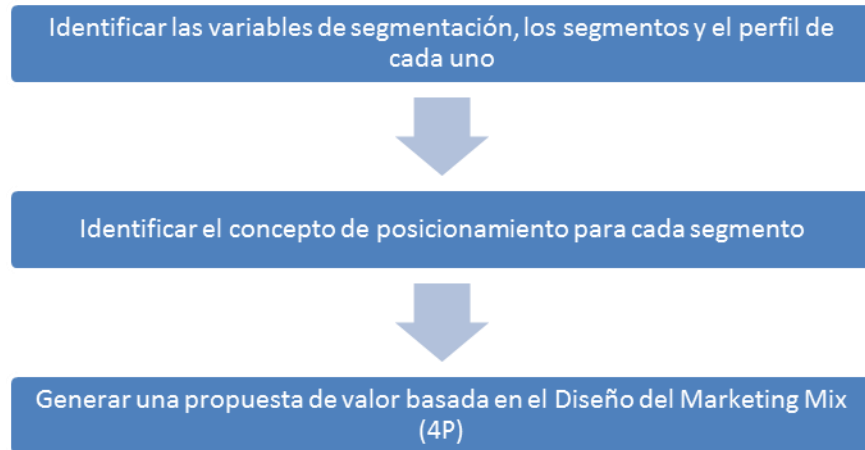 Identificar las variables de segmentación, los segmentos y el perfil de
cada uno
Identificar el concepto de posicionamiento para cada segmento
Generar una propuesta de valor basada en el Diseño del Marketing Mix
(4P)